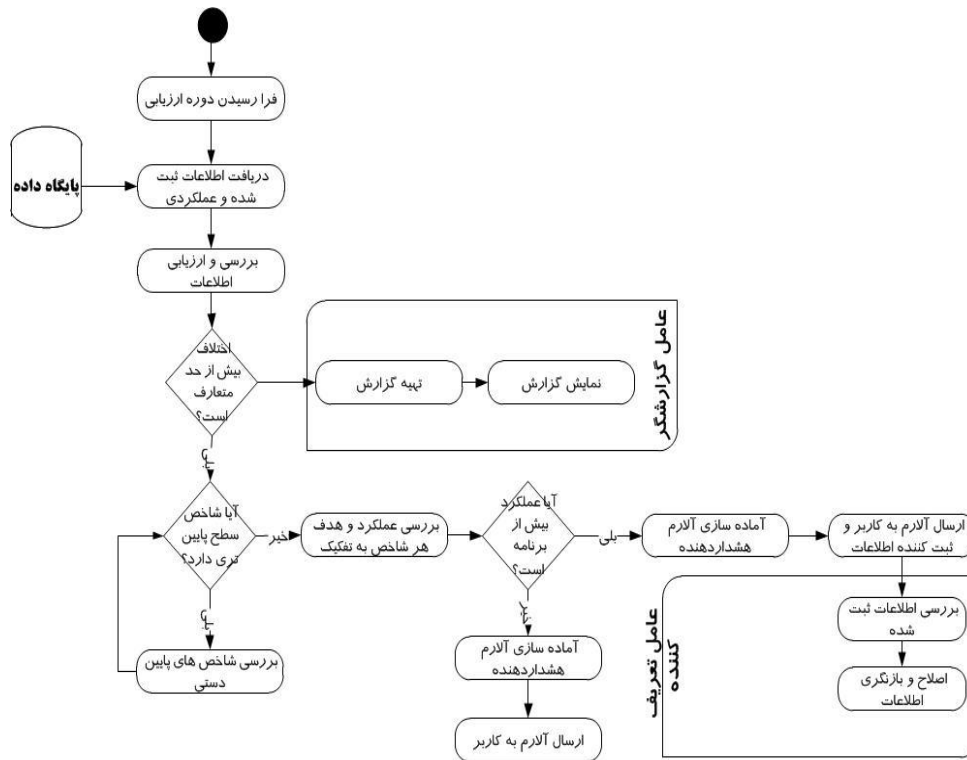 فرا رسیدن دوره ارزیابی
پایگاه داده
دریافت اطلاعات ثبت
شده و عملکردی
بررسی و ارزیابی
اطلاعات
اختلاف
بیش از حد
متعارف
است؟
تهیه گزارش
نمایش گزارش
عامل گزارشگر
بلی
آیا شاخص
سطح پایین
تری دارد؟
خیر
بررسی عملکرد و هدف
هر شاخص به تفکیک
آیا عملکرد
بیش از
برنامه
است؟
بلی
آماده سازی آلارم
هشداردهنده
ارسال آلارم به کاربر و
ثبت کننده اطلاعات
بلی
بررسی شاخص های پایین
دستی
خیر
آماده سازی آلارم
هشداردهنده
ارسال آلارم به کاربر
عامل تعریف
کننده
بررسی اطلاعات ثبت
شده
اصلاح و بازنگری
اطلاعات